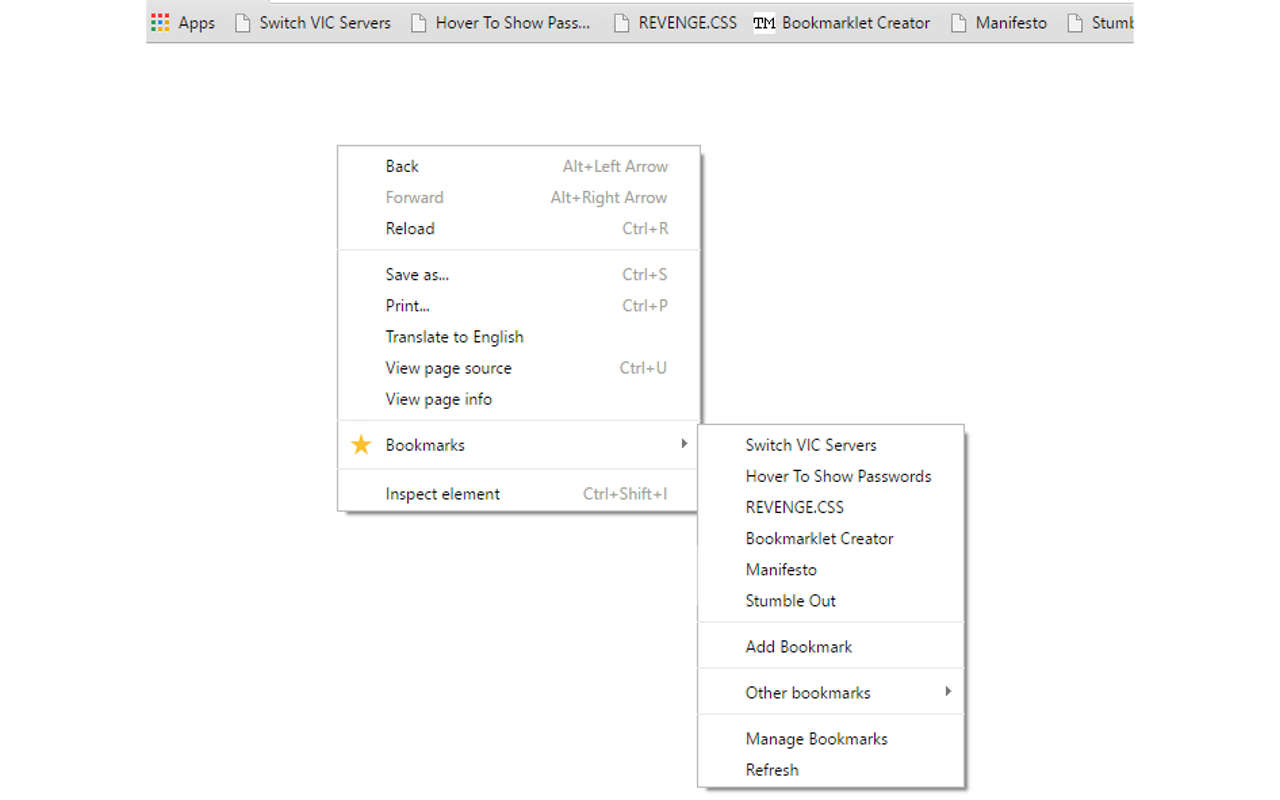 Apps Switch VIC Servers Hover To Show Pass... REVENGE.CSS TM Bookmarklet Creator Manifesto Stumb
Back Alt+Left Arrow
Forward Alt+Right Arrow
Reload Ctrl+R
Save as... Ctrl+S
Print... Ctrl+P
Translate to English
View page source Ctrl+U
View page info
Bookmarks
Inspect element Ctrl+Shift+I
Switch VIC Servers
Hover To Show Passwords
REVENGE.CSS
Bookmarklet Creator
Manifesto
Stumble Out
Add Bookmark
Other bookmarks
Manage Bookmarks
Refresh